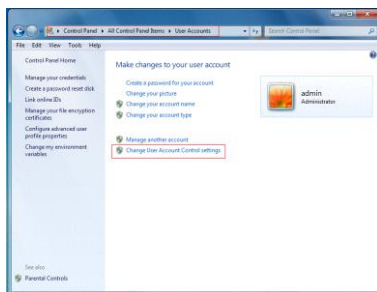 Control Panel ▸ All Control Panel Items ▸ User Accounts
Search Control Panel
File Edit View Tools Help
Control Panel Home
Manage your credentials
Create a password reset disk
Link online IDs
Manage your file encryption
certificates
Configure advanced user
profile properties
Change my environment
variables
See also
Parental Controls
Make changes to your user account
Create a password for your account
Change your picture
Change your account name
Change your account type
Manage another account
Change User Account Control settings
admin
Administrator